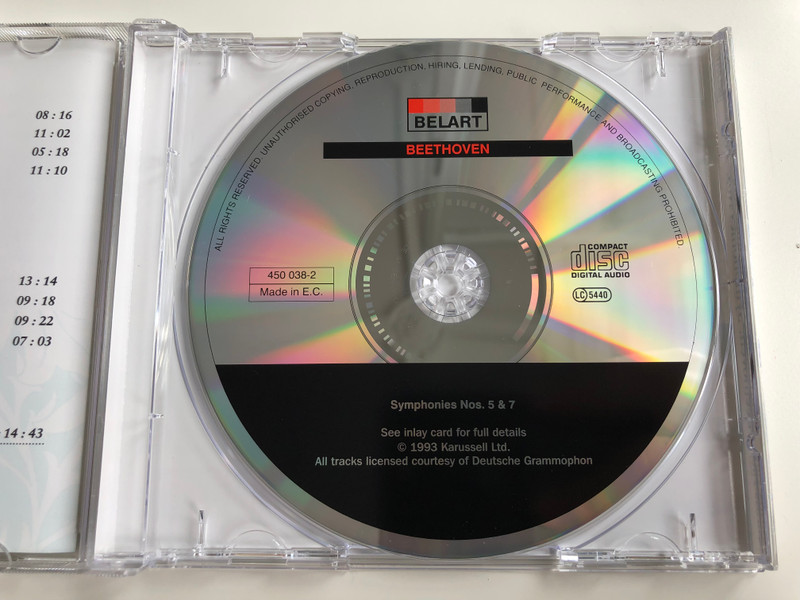 08 : 16
11 : 02
05 : 18
11 : 10
13 : 14
09 : 18
09 : 22
07 : 03
: 14 : 43
ALL RIGHTS RESERVED. UNAUTHORISED COPYING, REPRODUCTION, HIRING, LENDING, PUBLIC PERFORMANCE AND BROADCASTING PROHIBITED
BELART
BEETHOVEN
450 038-2
Made in E.C.
COMPACT
disc
DIGITAL AUDIO
LC 5440
Symphonies Nos. 5 & 7
See inlay card for full details
© 1993 Karussell Ltd.
All tracks licensed courtesy of Deutsche Grammophon